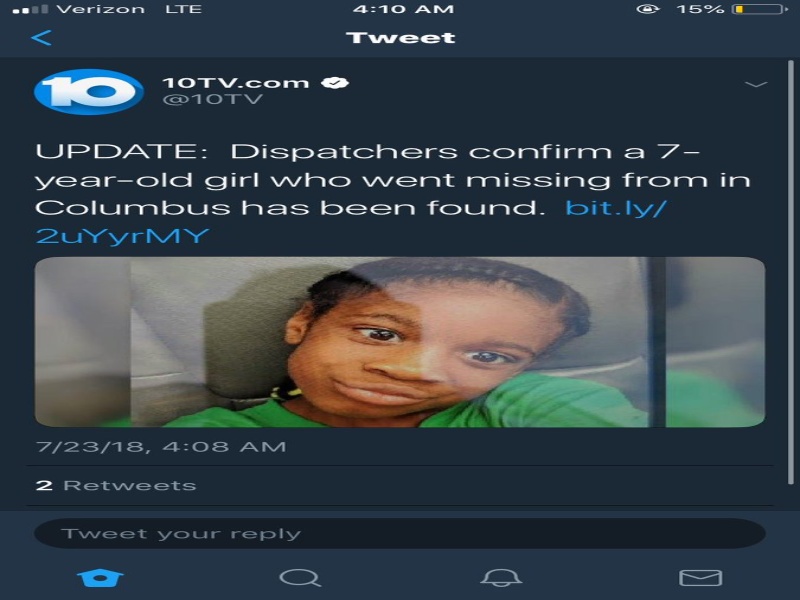 Verizon LTE 4:10 AM 15%
Tweet
10 10TV.com
@10TV
UPDATE:  Dispatchers confirm a 7-
year-old girl who went missing from in
Columbus has been found.  bit.ly/
2uYyrMY
7/23/18, 4:08 AM
2 Retweets
Tweet your reply